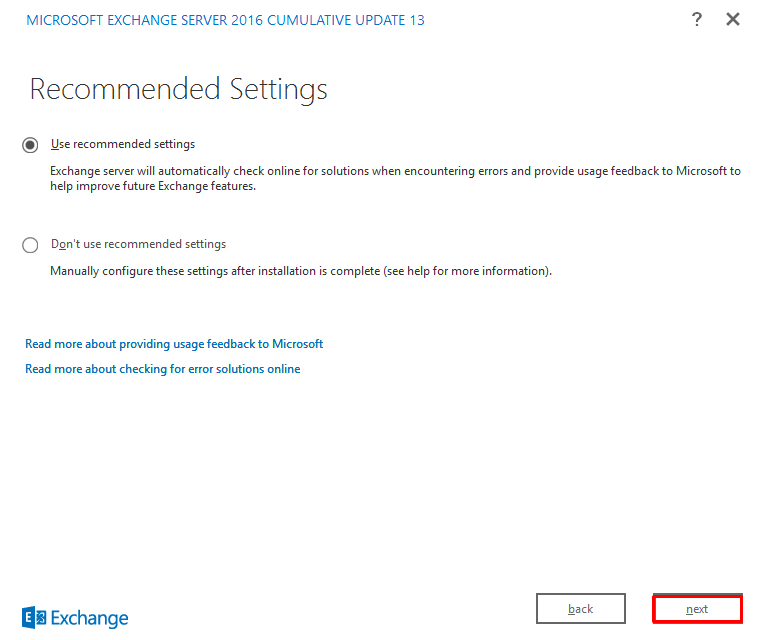 MICROSOFT EXCHANGE SERVER 2016 CUMULATIVE UPDATE 13
?
Recommended Settings
Use recommended settings
Exchange server will automatically check online for solutions when encountering errors and provide usage feedback to Microsoft to
help improve future Exchange features.
Don't use recommended settings
Manually configure these settings after installation is complete (see help for more information).
Read more about providing usage feedback to Microsoft
Read more about checking for error solutions online
back
next
E Exchange